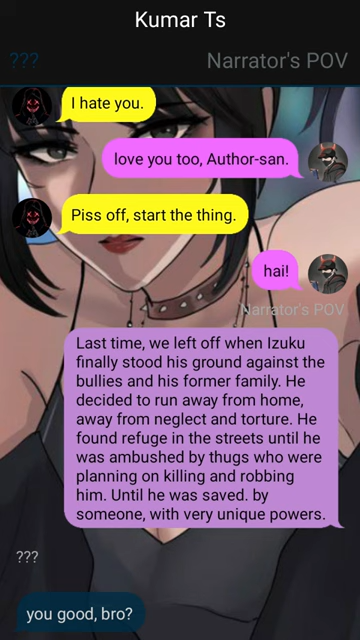 Kumar Ts
???
Narrator's POV
I hate you.
love you too, Author-san.
Piss off, start the thing.
hai!
Narrator's POV
Last time, we left off when Izuku
finally stood his ground against the
bullies and his former family. He
decided to run away from home,
away from neglect and torture. He
found refuge in the streets until he
was ambushed by thugs who were
planning on killing and robbing
him. Until he was saved. by
someone, with very unique powers.
???
you good, bro?